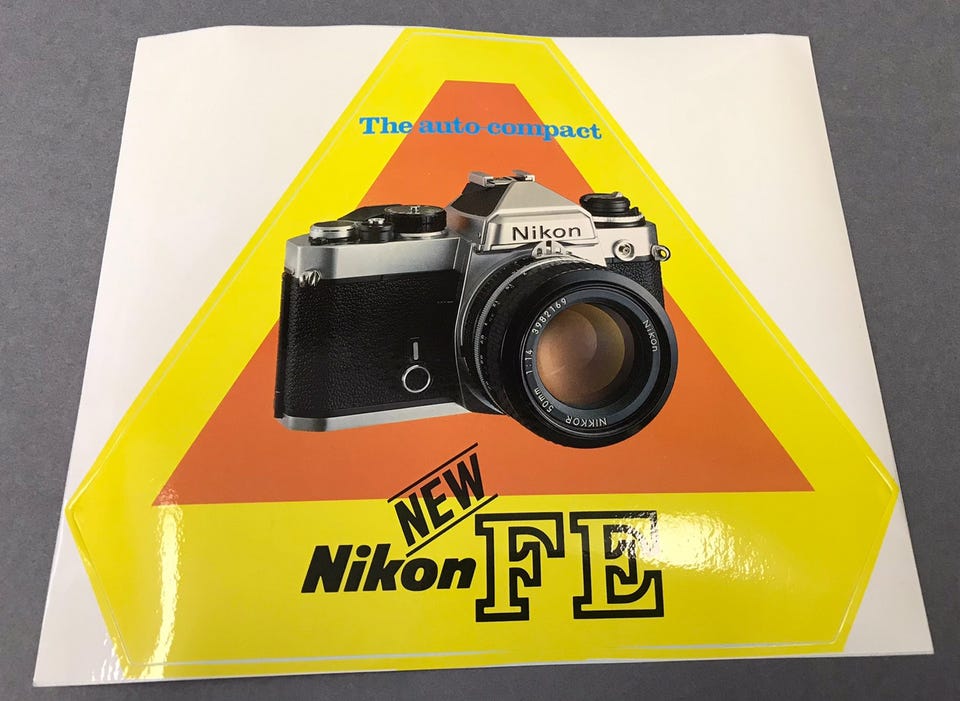 The auto compact
Nikon
Nikon
NIKKOR 50mm 1:1.4 3982169
NEW
Nikon FE